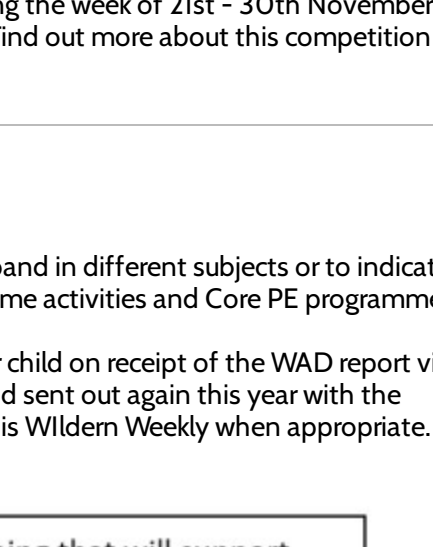 the week of 21st - 30th November
find out more about this competition
band in different subjects or to indicat
me activities and Core PE programme
child on receipt of the WAD report vi
d sent out again this year with the
is WIldern Weekly when appropriate.
ing that will support